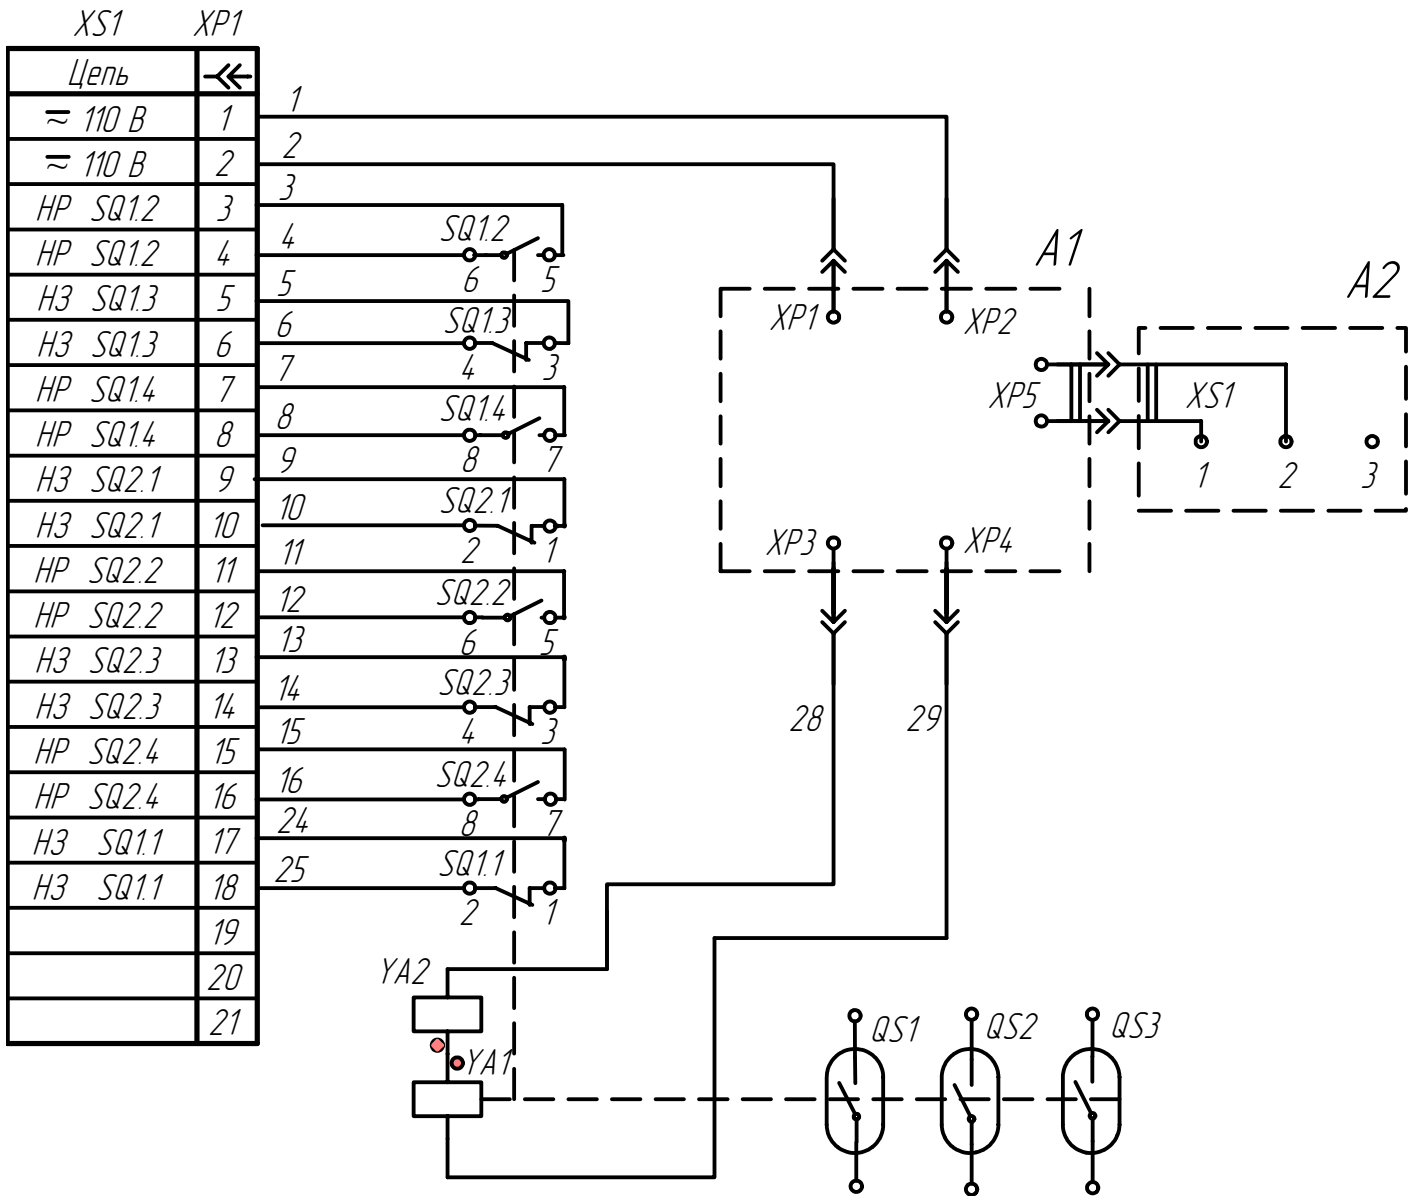 XS1 XP1
Цепь
≂ 110 В 1
≂ 110 В 2
НР SQ1.2 3
НР SQ1.2 4
НЗ SQ1.3 5
НЗ SQ1.3 6
НР SQ1.4 7
НР SQ1.4 8
НЗ SQ2.1 9
НЗ SQ2.1 10
НР SQ2.2 11
НР SQ2.2 12
НЗ SQ2.3 13
НЗ SQ2.3 14
НР SQ2.4 15
НР SQ2.4 16
НЗ SQ1.1 17
НЗ SQ1.1 18
19
20
21
1
2
3
4 SQ1.2
6 5
5
6 SQ1.3
4 3
7
8 SQ1.4
8 7
9
10 SQ2.1
2 1
11
12 SQ2.2
6 5
13
14 SQ2.3
4 3
15
16 SQ2.4
8 7
24
25 SQ1.1
2 1
A1
XP1 XP2
XP5
XP3 XP4
A2
XS1
1 2 3
28 29
YA2
YA1
QS1 QS2 QS3